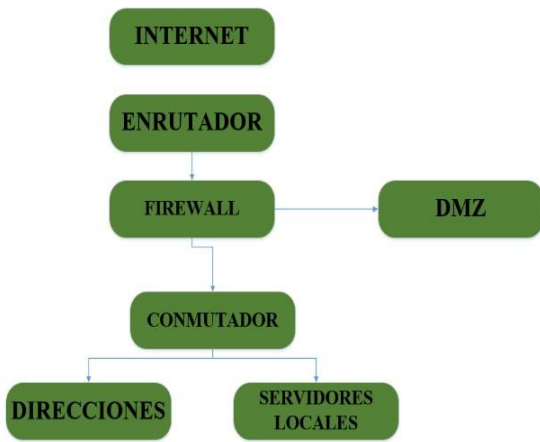 INTERNET
ENRUTADOR
FIREWALL
DMZ
CONMUTADOR
DIRECCIONES
SERVIDORES
LOCALES